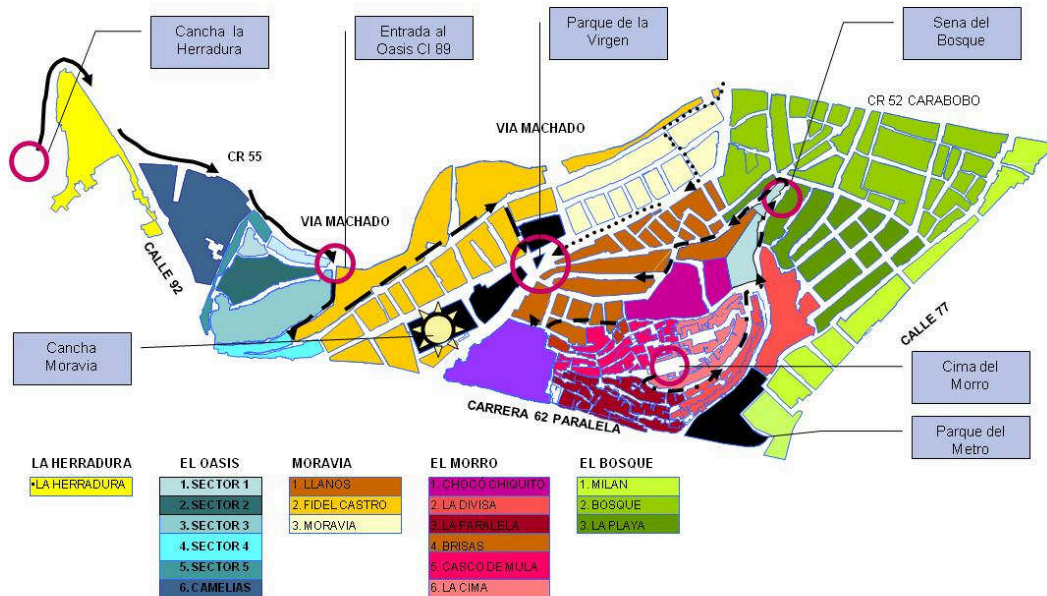 Cancha la
Herradura
Entrada al
Oasis Cl 89
Parque de la
Virgen
Sena del
Bosque
CR 52 CARABOBO
VIA MACHADO
CR 55
VIA MACHADO
CALLE 92
CALLE 77
Cancha
Moravia
Cima del
Morro
CARRERA 62 PARALELA
Parque del
Metro
LA HERRADURA
•LA HERRADURA
EL OASIS
1. SECTOR 1
2. SECTOR 2
3. SECTOR 3
4. SECTOR 4
5. SECTOR 5
6. CAMELIAS
MORAVIA
1. LLANOS
2. FIDEL CASTRO
3. MORAVIA
EL MORRO
1. CHOCÓ CHIQUITO
2. LA DIVISA
3. LA PARALELA
4. BRISAS
5. CASCO DE MULA
6. LA CIMA
EL BOSQUE
1. MILAN
2. BOSQUE
3. LA PLAYA